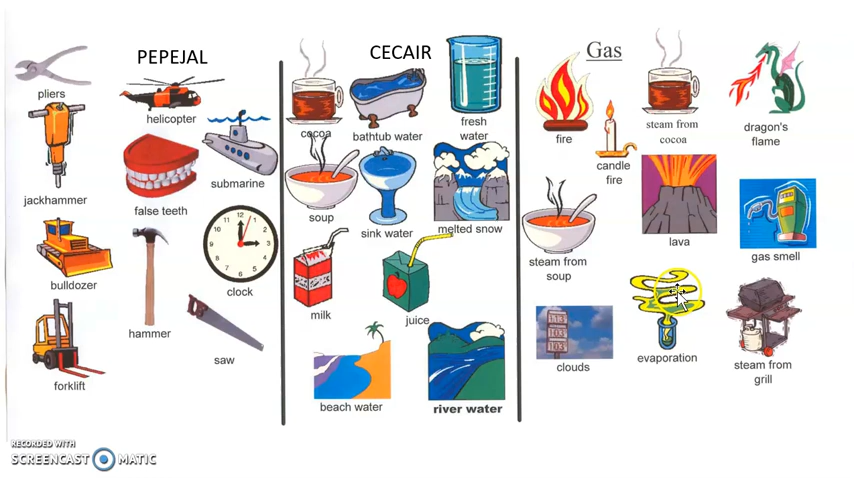 PEPEJAL
pliers
helicopter
jackhammer
false teeth
submarine
bulldozer
hammer
clock
forklift
saw
CECAIR
cocoa
bathtub water
fresh
water
soup
sink water
melted snow
milk
juice
beach water
river water
Gas
fire
candle
fire
steam from
cocoa
dragon's
flame
steam from
soup
lava
gas smell
clouds
evaporation
steam from
grill
RECORDED WITH
SCREENCAST MATIC